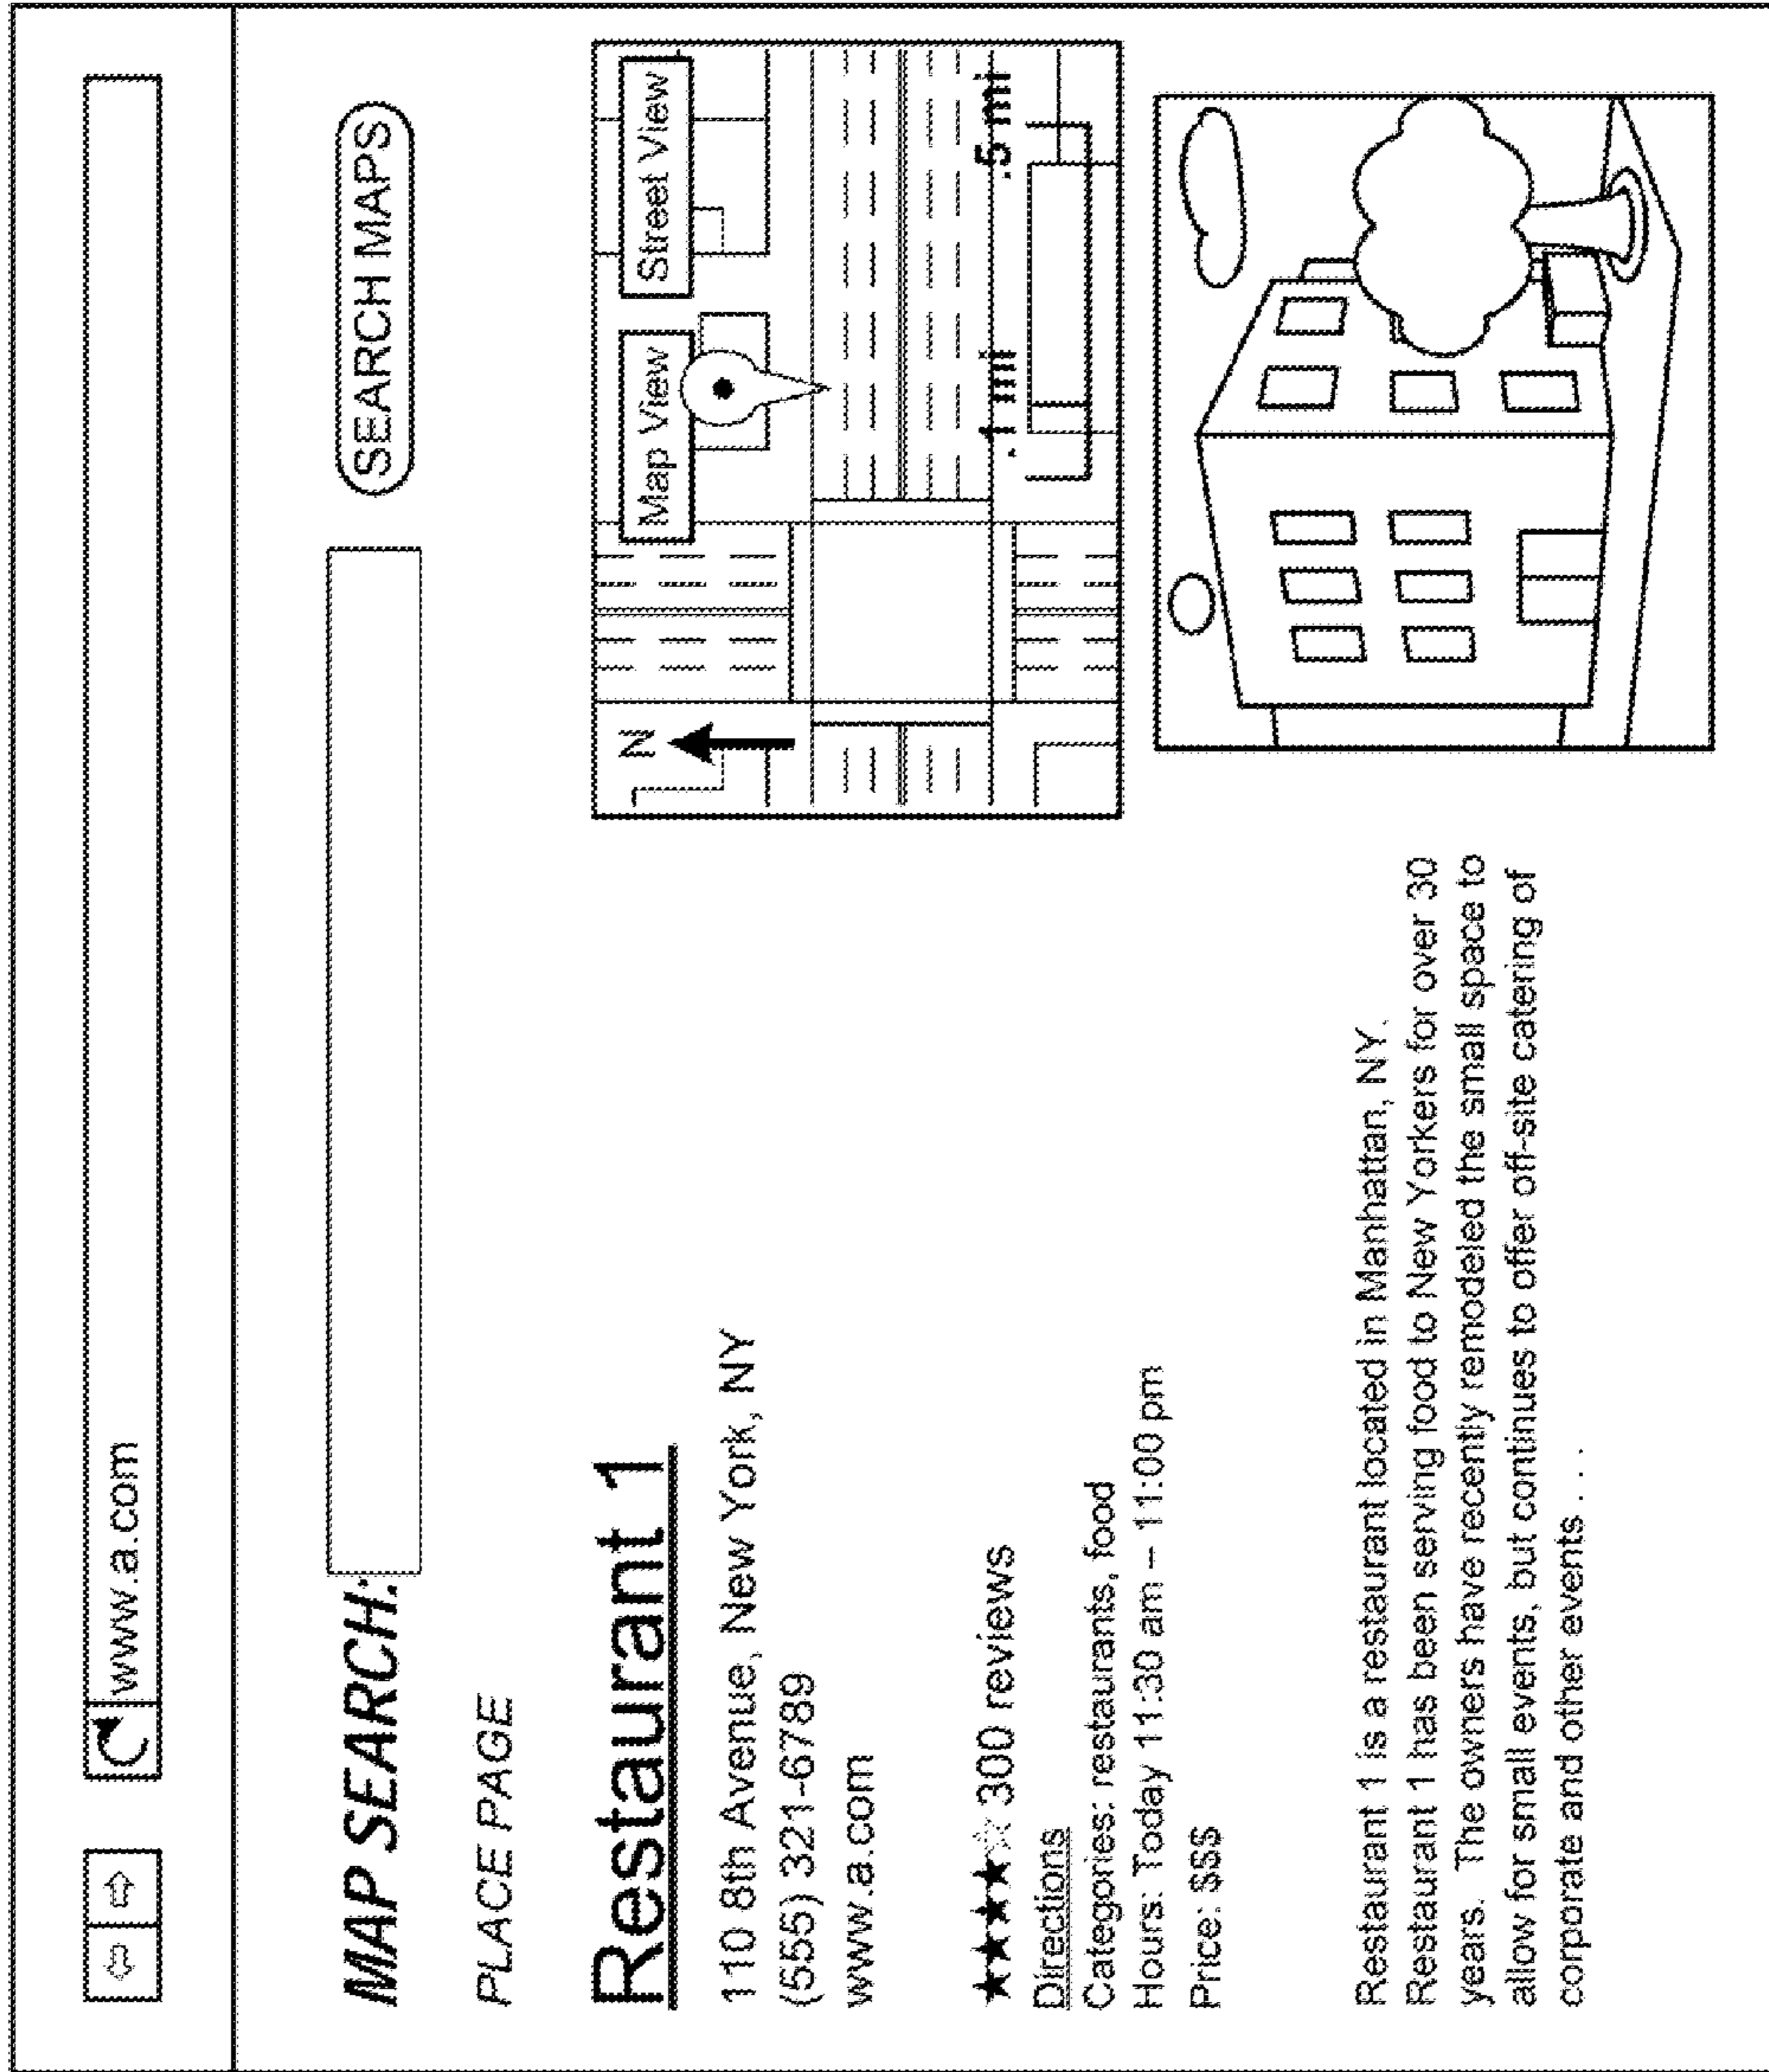 www.a.com
MAP SEARCH:
SEARCH MAPS
PLACE PAGE
Restaurant 1
110 8th Avenue, New York, NY
(555) 321-6789
www.a.com
★★★★☆ 300 reviews
Directions
Categories: restaurants, food
Hours: Today 11:30 am – 11:00 pm
Price: $$$
N
Map View
Street View
.1 mi
.5 mi
Restaurant 1 is a restaurant located in Manhattan, NY.
Restaurant 1 has been serving food to New Yorkers for over 30
years. The owners have recently remodeled the small space to
allow for small events, but continues to offer off-site catering of
corporate and other events . . . .